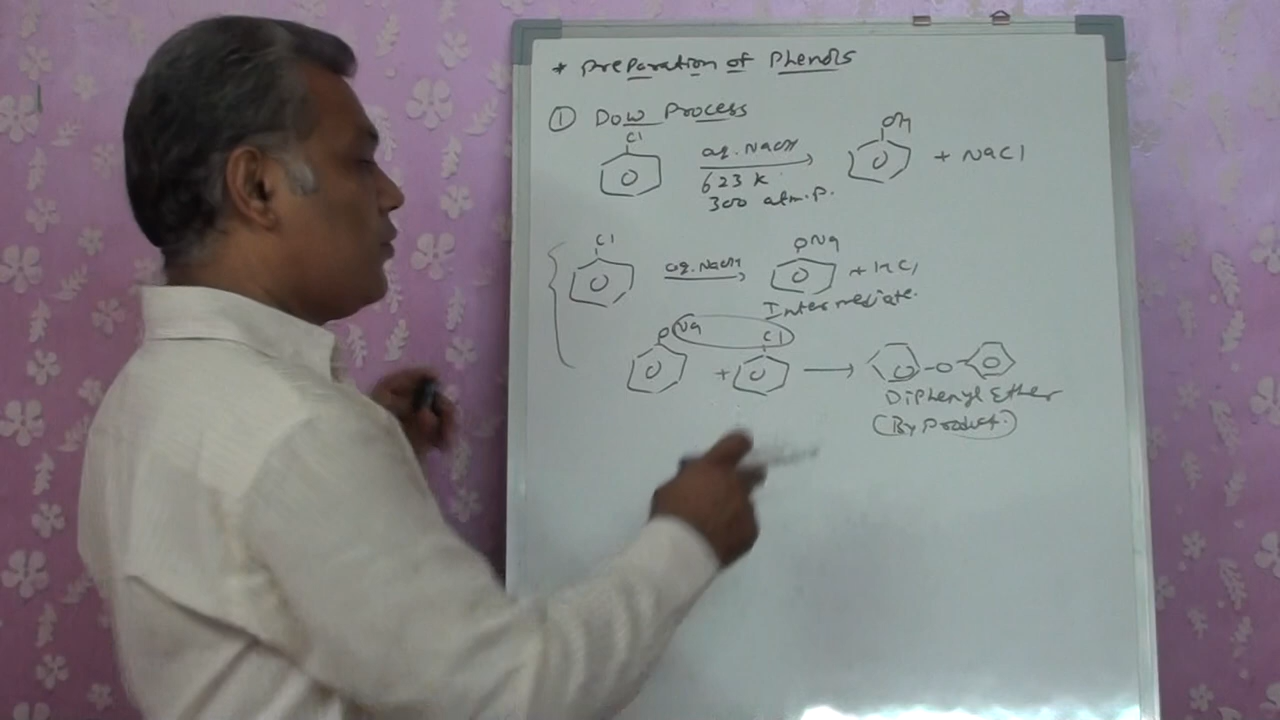 * Preparation of Phenols
① Dow Process
Cl
aq. NaOH
OH
+ NaCl
623 K
300 atm. P.
Cl
aq. NaOH
ONa
+ HCl
Intermediate.
ONa
+
Cl
-O-
Diphenyl Ether
(By Product.)